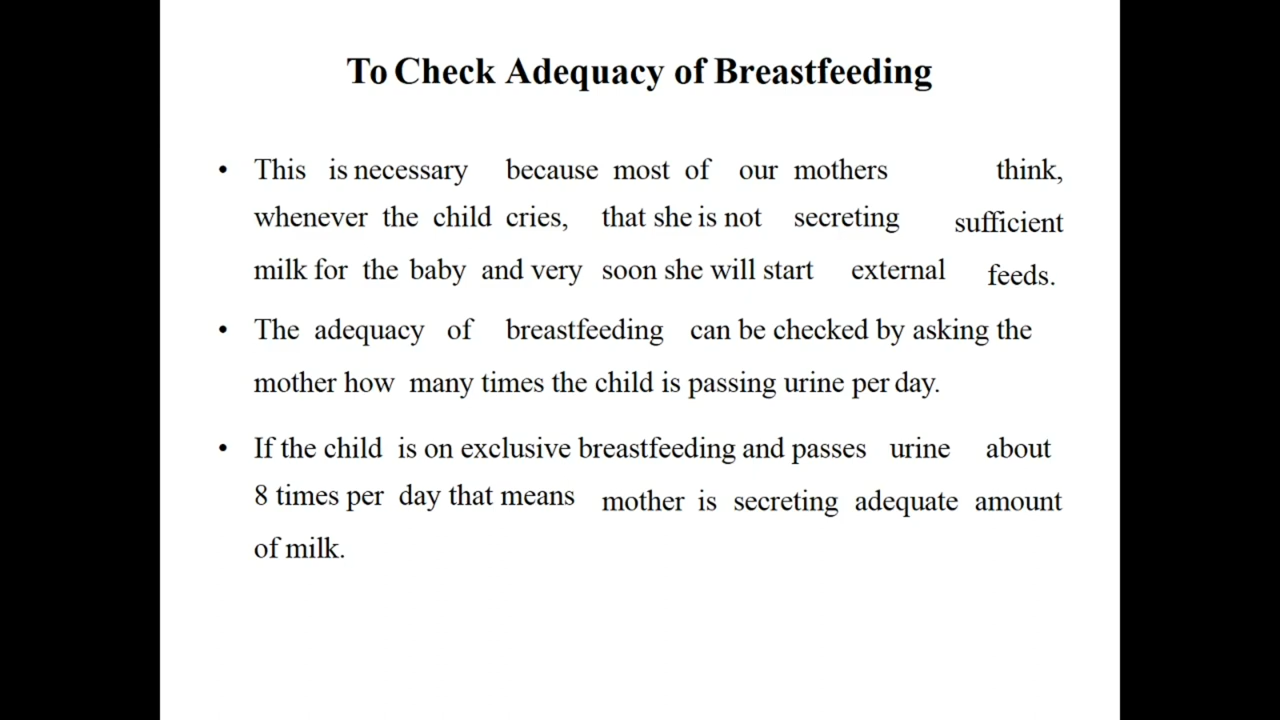 To Check Adequacy of Breastfeeding
• This is necessary because most of our mothers think,
whenever the child cries, that she is not secreting sufficient
milk for the baby and very soon she will start external feeds.
• The adequacy of breastfeeding can be checked by asking the
mother how many times the child is passing urine per day.
• If the child is on exclusive breastfeeding and passes urine about
8 times per day that means mother is secreting adequate amount
of milk.